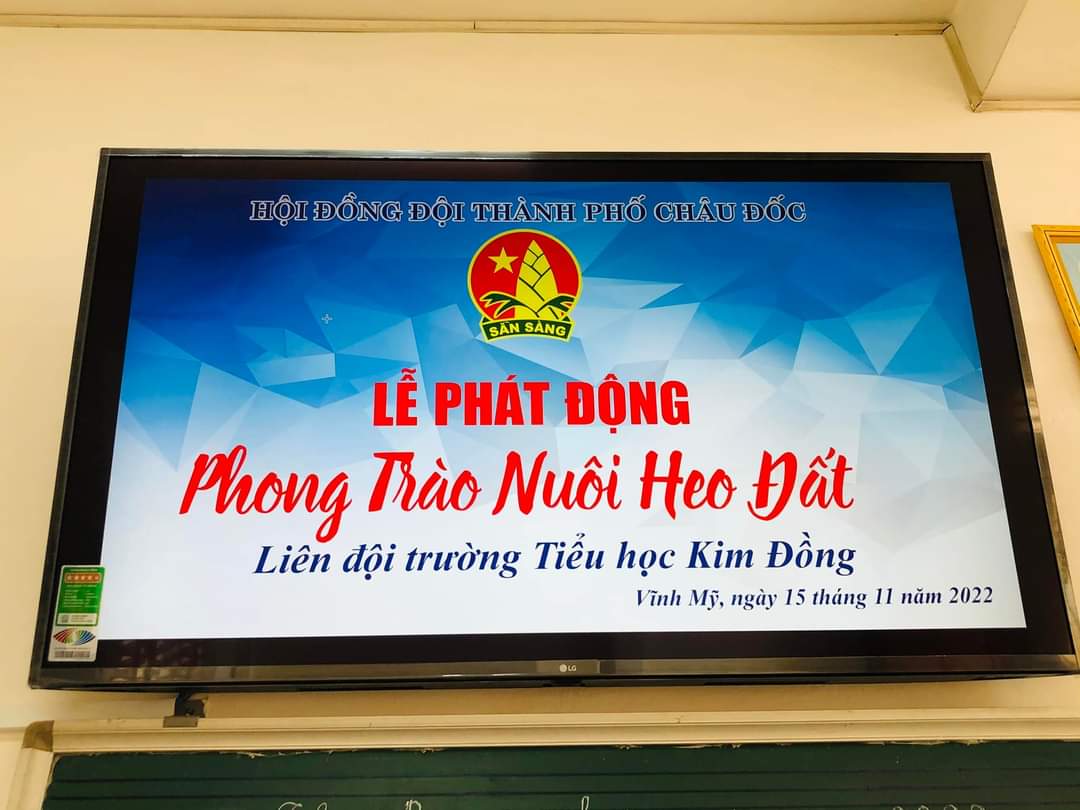 HỘI ĐỒNG ĐỘI THÀNH PHỐ CHÂU ĐỐC
SẴN SÀNG
LỄ PHÁT ĐỘNG
Phong Trào Nuôi Heo Đất
Liên đội trường Tiểu học Kim Đồng
Vĩnh Mỹ, ngày 15 tháng 11 năm 2022
LG